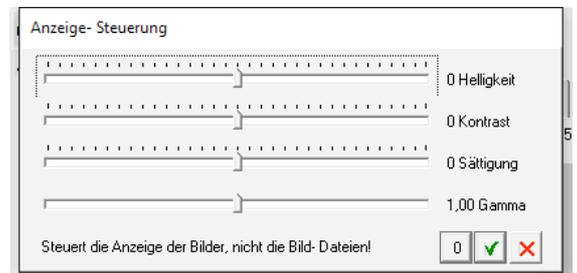 Anzeige- Steuerung
0 Helligkeit
0 Kontrast
5
0 Sättigung
1,00 Gamma
Steuert die Anzeige der Bilder, nicht die Bild- Dateien!
0